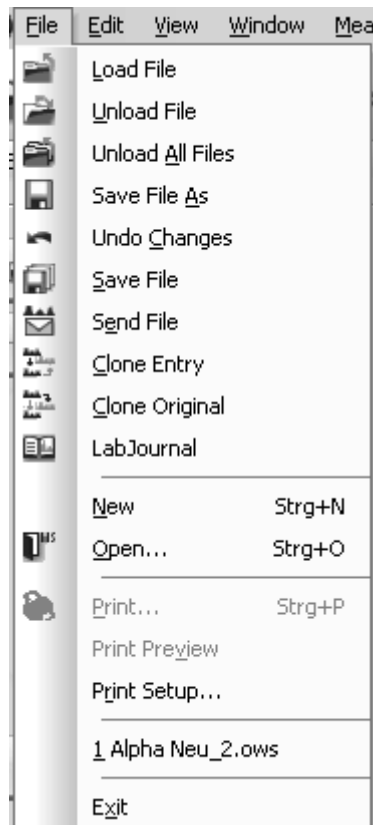 File Edit View Window Mea
Load File
Unload File
Unload All Files
Save File As
Undo Changes
Save File
Send File
Clone Entry
Clone Original
LabJournal
New Strg+N
MS
Open... Strg+O
Print... Strg+P
Print Preview
Print Setup...
1 Alpha Neu_2.ows
Exit